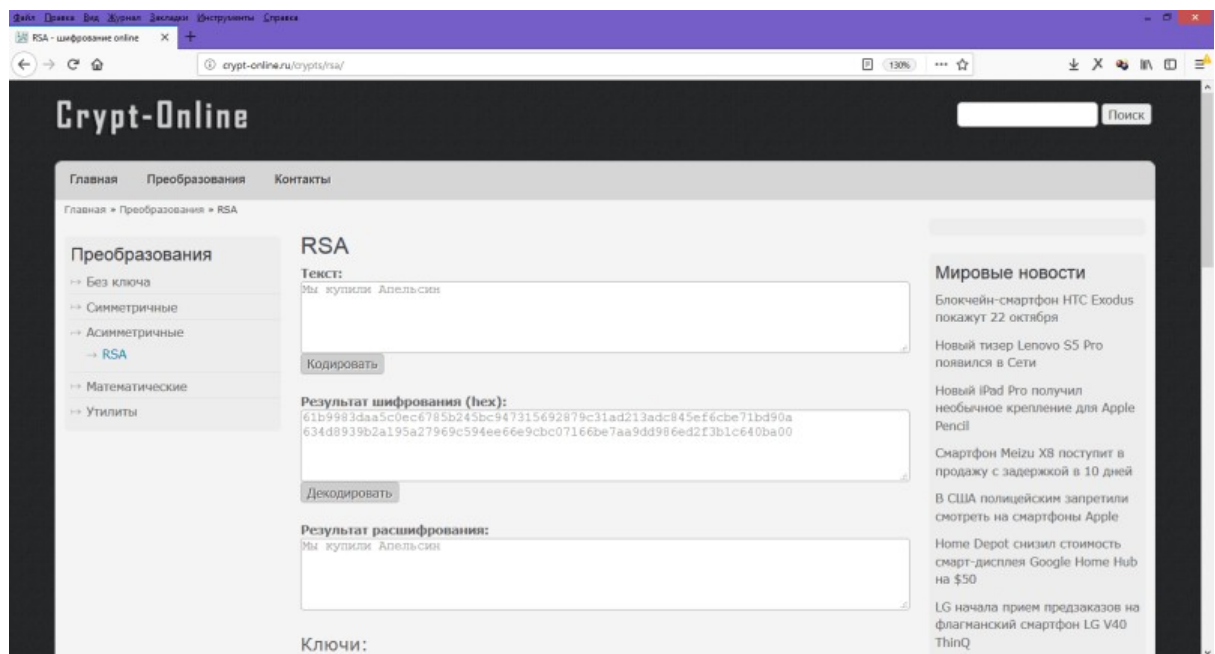 Файл Правка Вид Журнал Закладки Инструменты Справка
RSA - шифрование online
crypt-online.ru/crypts/rsa/
130%
Crypt-Online
Поиск
Главная Преобразования Контакты
Главная » Преобразования » RSA
Преобразования
Без ключа
Симметричные
Асимметричные
RSA
Математические
Утилиты
RSA
Текст:
Мы купили Апельсин
Кодировать
Результат шифрования (hex):
61b9983daa5c0ec6785b245bc947315692879c31ad213adc845ef6cbe71bd90a
634d8939b2a195a27969c594ee66e9cbc07166be7aa9dd986ed2f3b1c640ba00
Декодировать
Результат расшифрования:
Мы купили Апельсин
Ключи:
Мировые новости
Блокчейн-смартфон HTC Exodus
покажут 22 октября
Новый тизер Lenovo S5 Pro
появился в Сети
Новый iPad Pro получил
необычное крепление для Apple
Pencil
Смартфон Meizu X8 поступит в
продажу с задержкой в 10 дней
В США полицейским запретили
смотреть на смартфоны Apple
Home Depot снизил стоимость
смарт-дисплея Google Home Hub
на $50
LG начала прием предзаказов на
флагманский смартфон LG V40
ThinQ